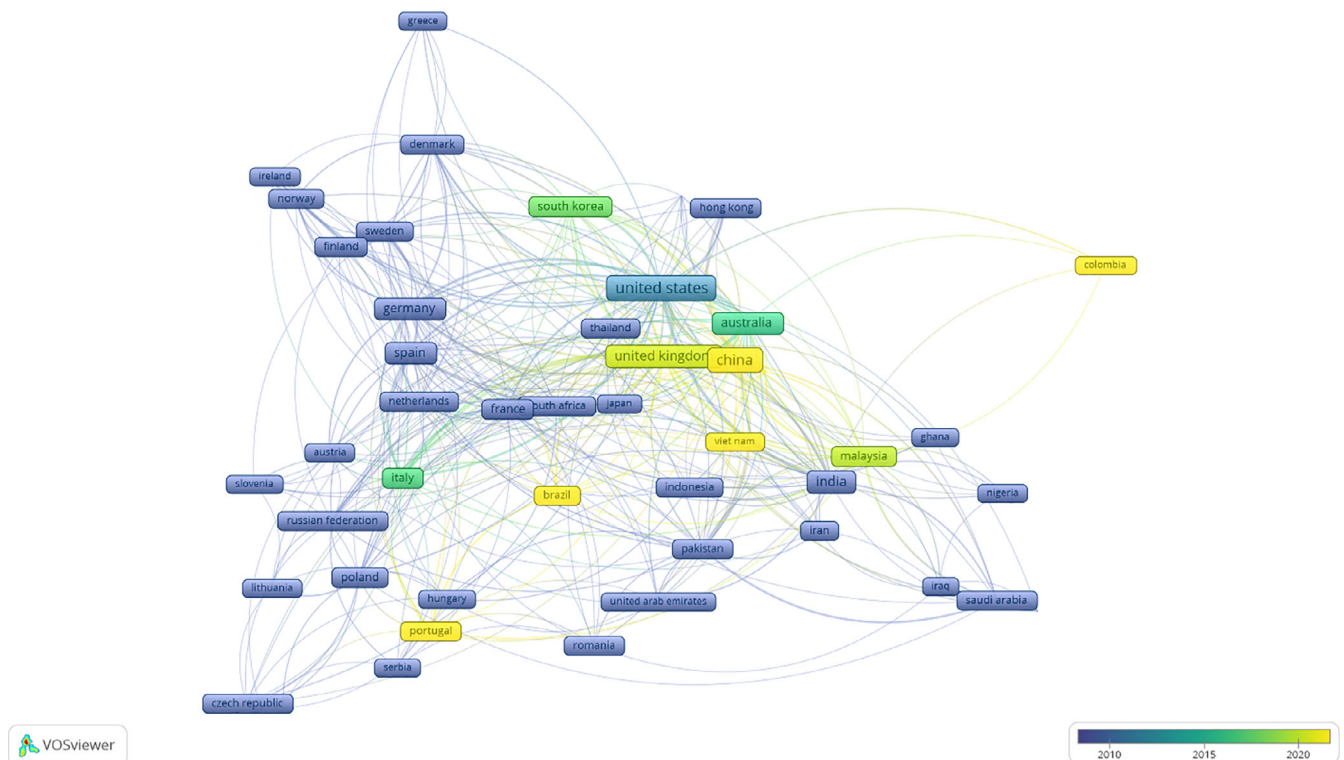 greece
denmark
ireland
norway
south korea
hong kong
sweden
finland
colombia
united states
germany
australia
thailand
spain
united kingdom
china
netherlands
france
outh africa
japan
ghana
viet nam
austria
malaysia
italy
slovenia
india
indonesia
nigeria
brazil
russian federation
iran
pakistan
poland
lithuania
iraq
hungary
united arab emirates
saudi arabia
portugal
romania
serbia
czech republic
VOSviewer
2010 2015 2020